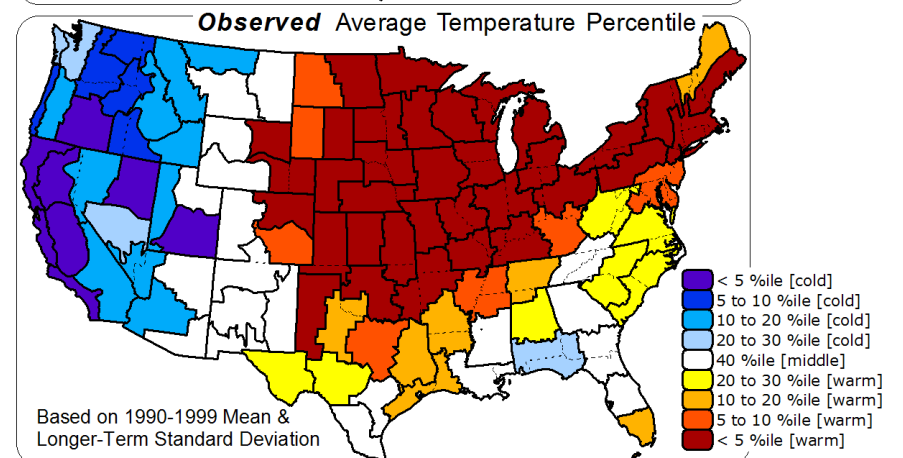 Observed Average Temperature Percentile
< 5 %ile [cold]
5 to 10 %ile [cold]
10 to 20 %ile [cold]
20 to 30 %ile [cold]
40 %ile [middle]
20 to 30 %ile [warm]
10 to 20 %ile [warm]
5 to 10 %ile [warm]
< 5 %ile [warm]
Based on 1990-1999 Mean &
Longer-Term Standard Deviation